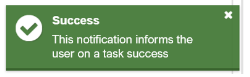 Success
This notification informs the
user on a task success